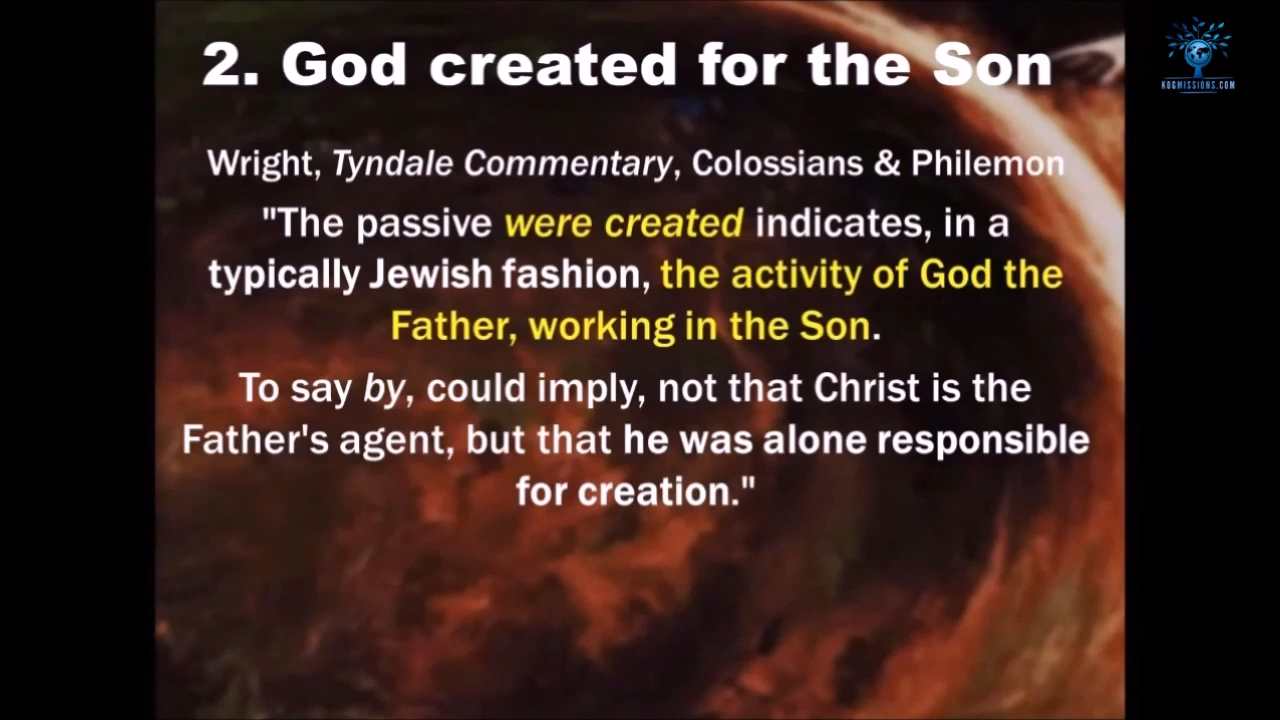 2. God created for the Son
KOGMISSIONS.COM
Wright, Tyndale Commentary, Colossians & Philemon
"The passive were created indicates, in a
typically Jewish fashion, the activity of God the
Father, working in the Son.
To say by, could imply, not that Christ is the
Father's agent, but that he was alone responsible
for creation."